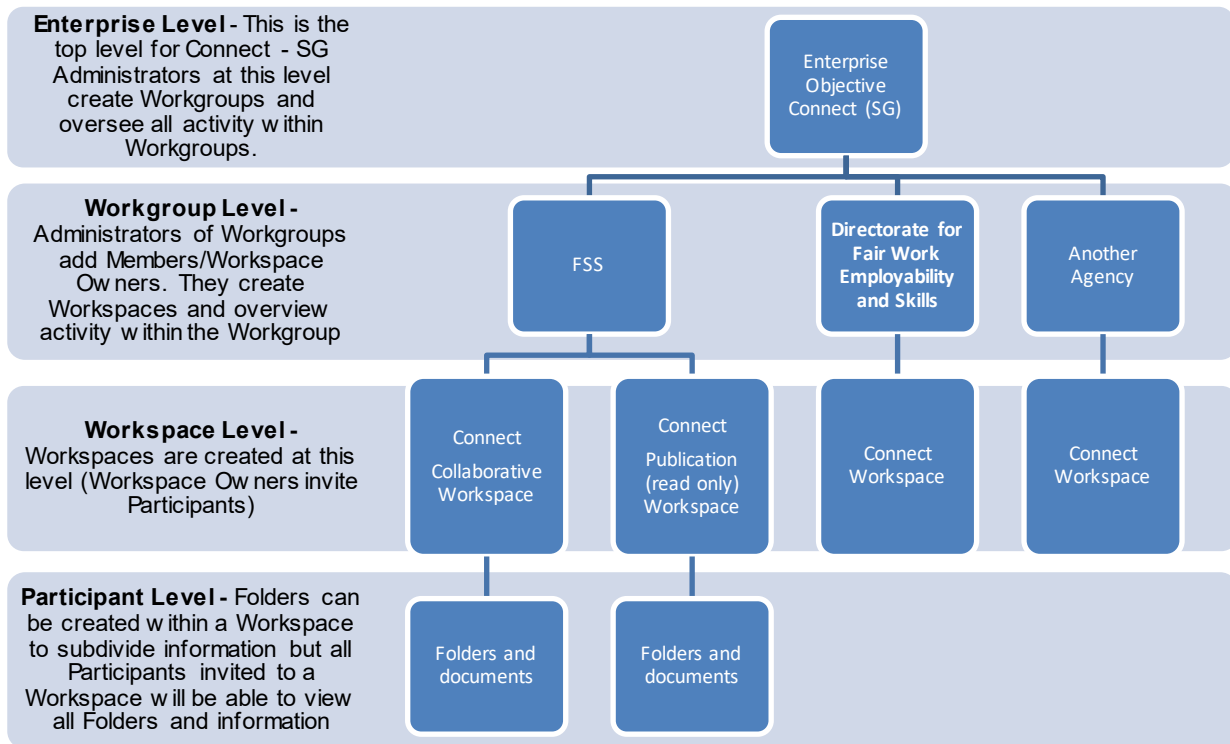 Enterprise Level - This is the
top level for Connect - SG
Administrators at this level
create Workgroups and
oversee all activity within
Workgroups.
Enterprise
Objective
Connect (SG)
Workgroup Level -
Administrators of Workgroups
add Members/Workspace
Owners. They create
Workspaces and overview
activity within the Workgroup
FSS
Directorate for
Fair Work
Employability
and Skills
Another
Agency
Workspace Level -
Workspaces are created at this
level (Workspace Owners invite
Participants)
Connect
Collaborative
Workspace
Connect
Publication
(read only)
Workspace
Connect
Workspace
Connect
Workspace
Participant Level - Folders can
be created within a Workspace
to subdivide information but all
Participants invited to a
Workspace will be able to view
all Folders and information
Folders and
documents
Folders and
documents